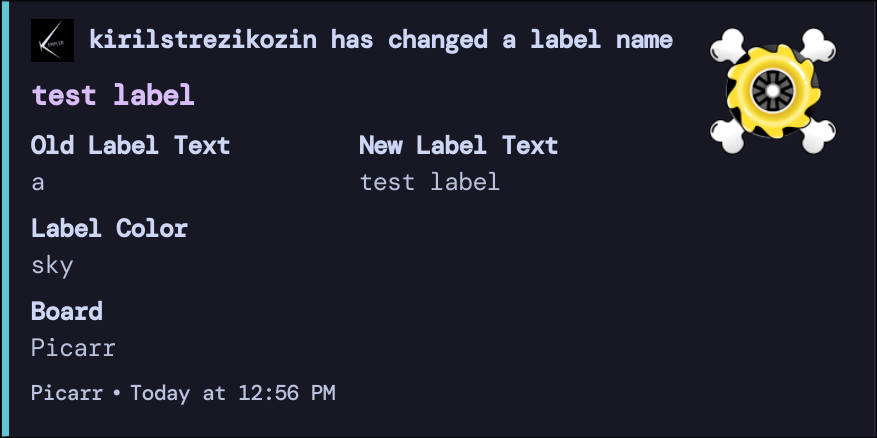 kirilstrezikozin has changed a label name
test label
Old Label Text New Label Text
a test label
Label Color
sky
Board
Picarr
Picarr • Today at 12:56 PM